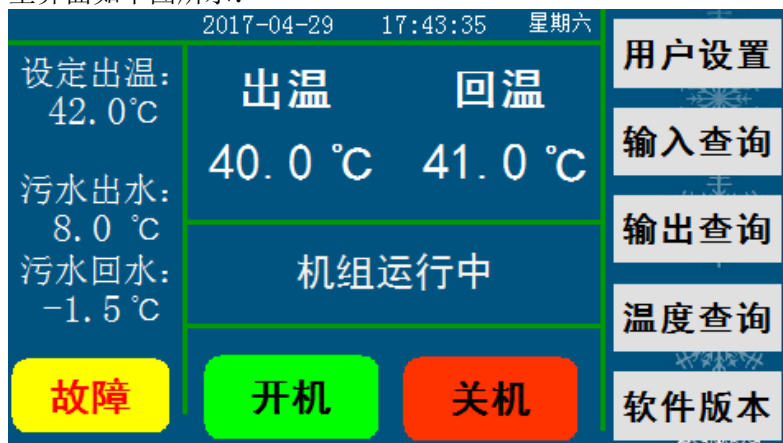 2017-04-29 17:43:35 星期六
设定出温:
42.0℃
污水出水:
8.0 ℃
污水回水:
-1.5℃
故障
出温 回温
40.0 ℃ 41.0 ℃
机组运行中
开机 关机
用户设置
输入查询
输出查询
温度查询
软件版本